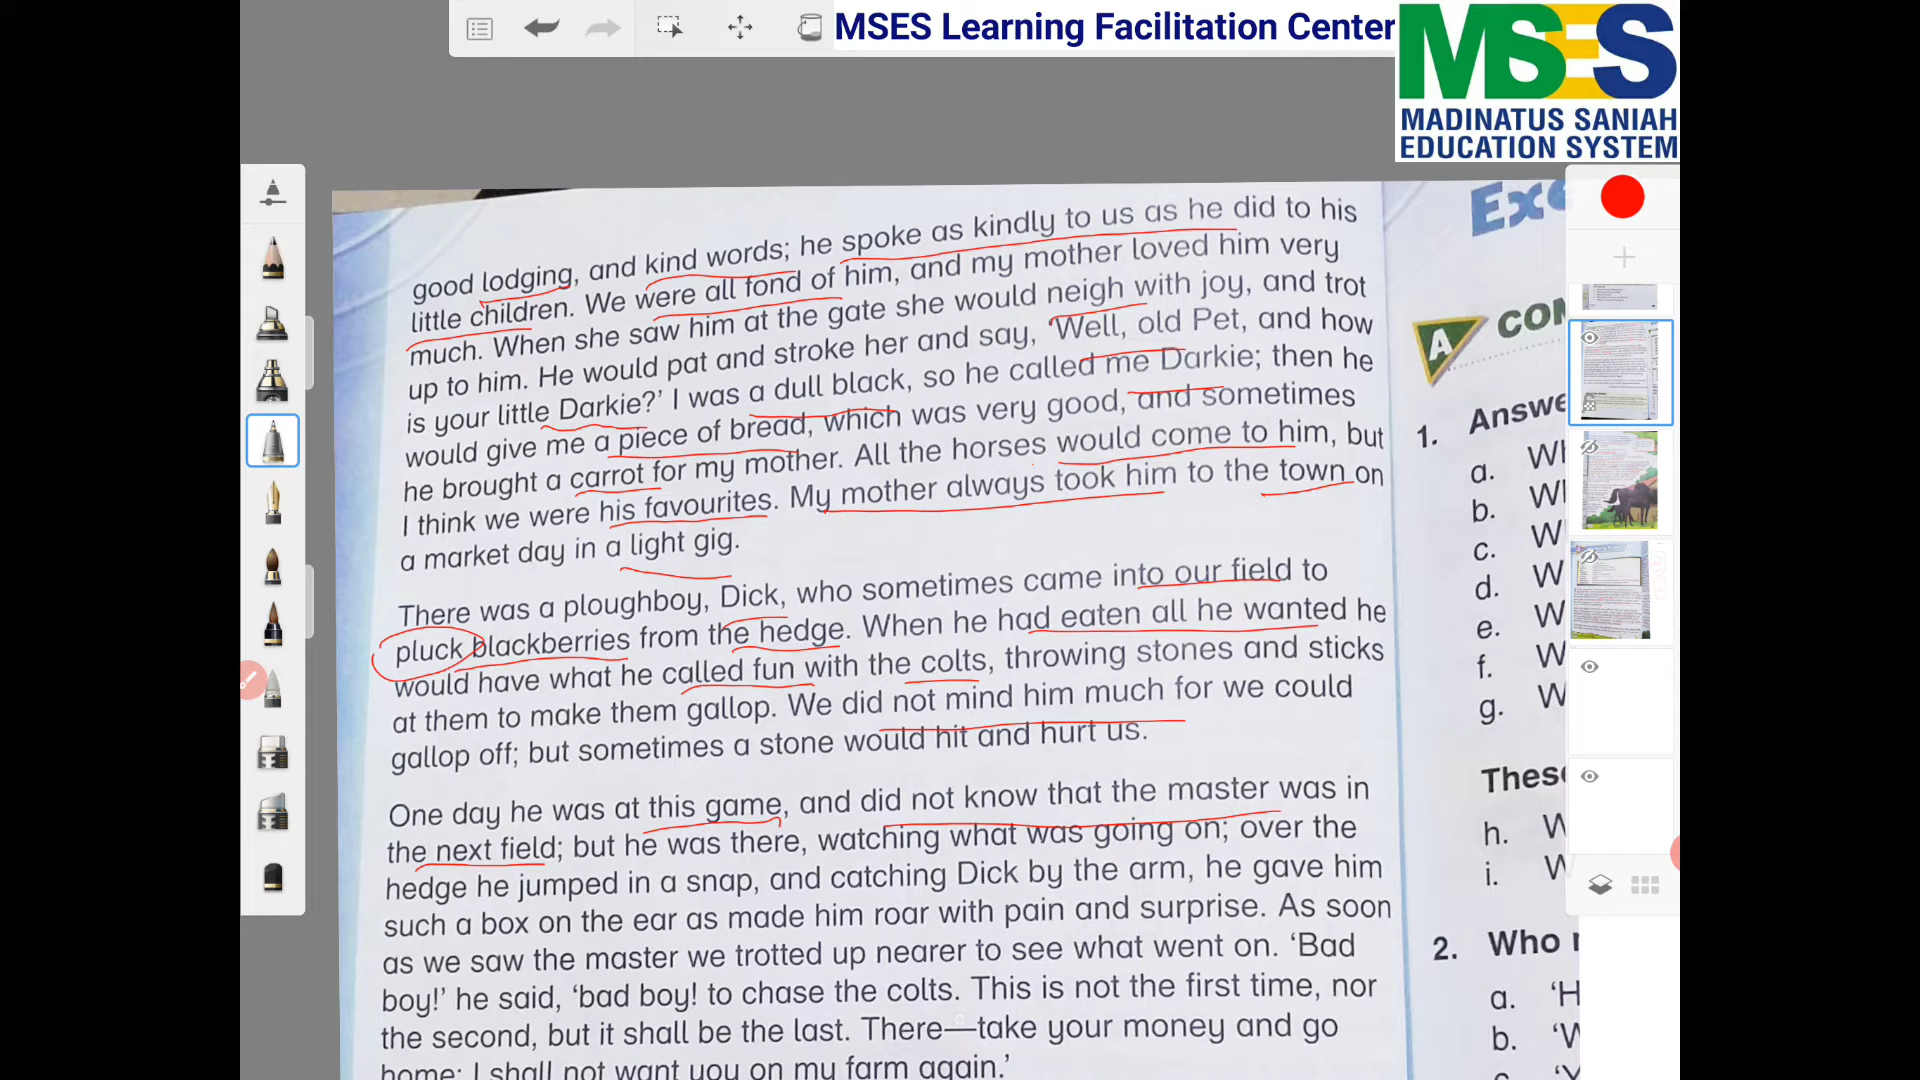 MSES Learning Facilitation Center
MSES
MADINATUS SANIAH
EDUCATION SYSTEM
good lodging, and kind words; he spoke as kindly to us as he did to his
little children. We were all fond of him, and my mother loved him very
much. When she saw him at the gate she would neigh with joy, and trot
up to him. He would pat and stroke her and say, ‘Well, old Pet, and how
is your little Darkie?’ I was a dull black, so he called me Darkie; then he
would give me a piece of bread, which was very good, and sometimes
he brought a carrot for my mother. All the horses would come to him, but
I think we were his favourites. My mother always took him to the town on
a market day in a light gig.
There was a ploughboy, Dick, who sometimes came into our field to
pluck blackberries from the hedge. When he had eaten all he wanted he
would have what he called fun with the colts, throwing stones and sticks
at them to make them gallop. We did not mind him much for we could
gallop off; but sometimes a stone would hit and hurt us.
One day he was at this game, and did not know that the master was in
the next field; but he was there, watching what was going on; over the
hedge he jumped in a snap, and catching Dick by the arm, he gave him
such a box on the ear as made him roar with pain and surprise. As soon
as we saw the master we trotted up nearer to see what went on. ‘Bad
boy!’ he said, ‘bad boy! to chase the colts. This is not the first time, nor
the second, but it shall be the last. There—take your money and go
home; I shall not want you on my farm again.’
A
1.
a.
b.
c.
d.
e.
f.
g.
h.
i.
2. Who
a. ‘H
b. ‘W